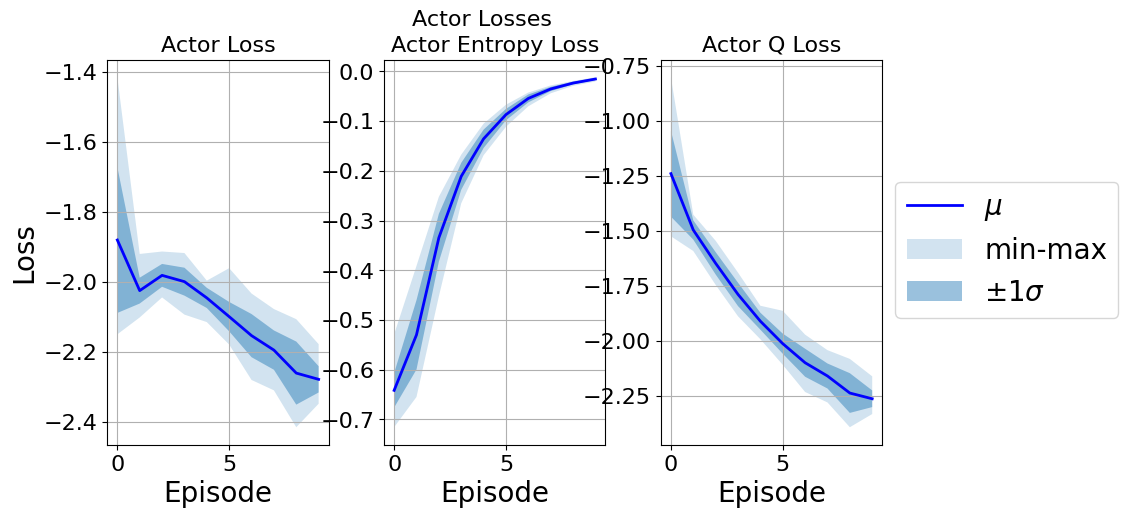 Actor Losses
Actor Loss
Actor Entropy Loss
Actor Q Loss
Loss
−1.4
−1.6
−1.8
−2.0
−2.2
−2.4
0
5
Episode
0.0
−0.1
−0.2
−0.3
−0.4
−0.5
−0.6
−0.7
0
5
Episode
−0.75
−1.00
−1.25
−1.50
−1.75
−2.00
−2.25
0
5
Episode
μ
min-max
±1σ